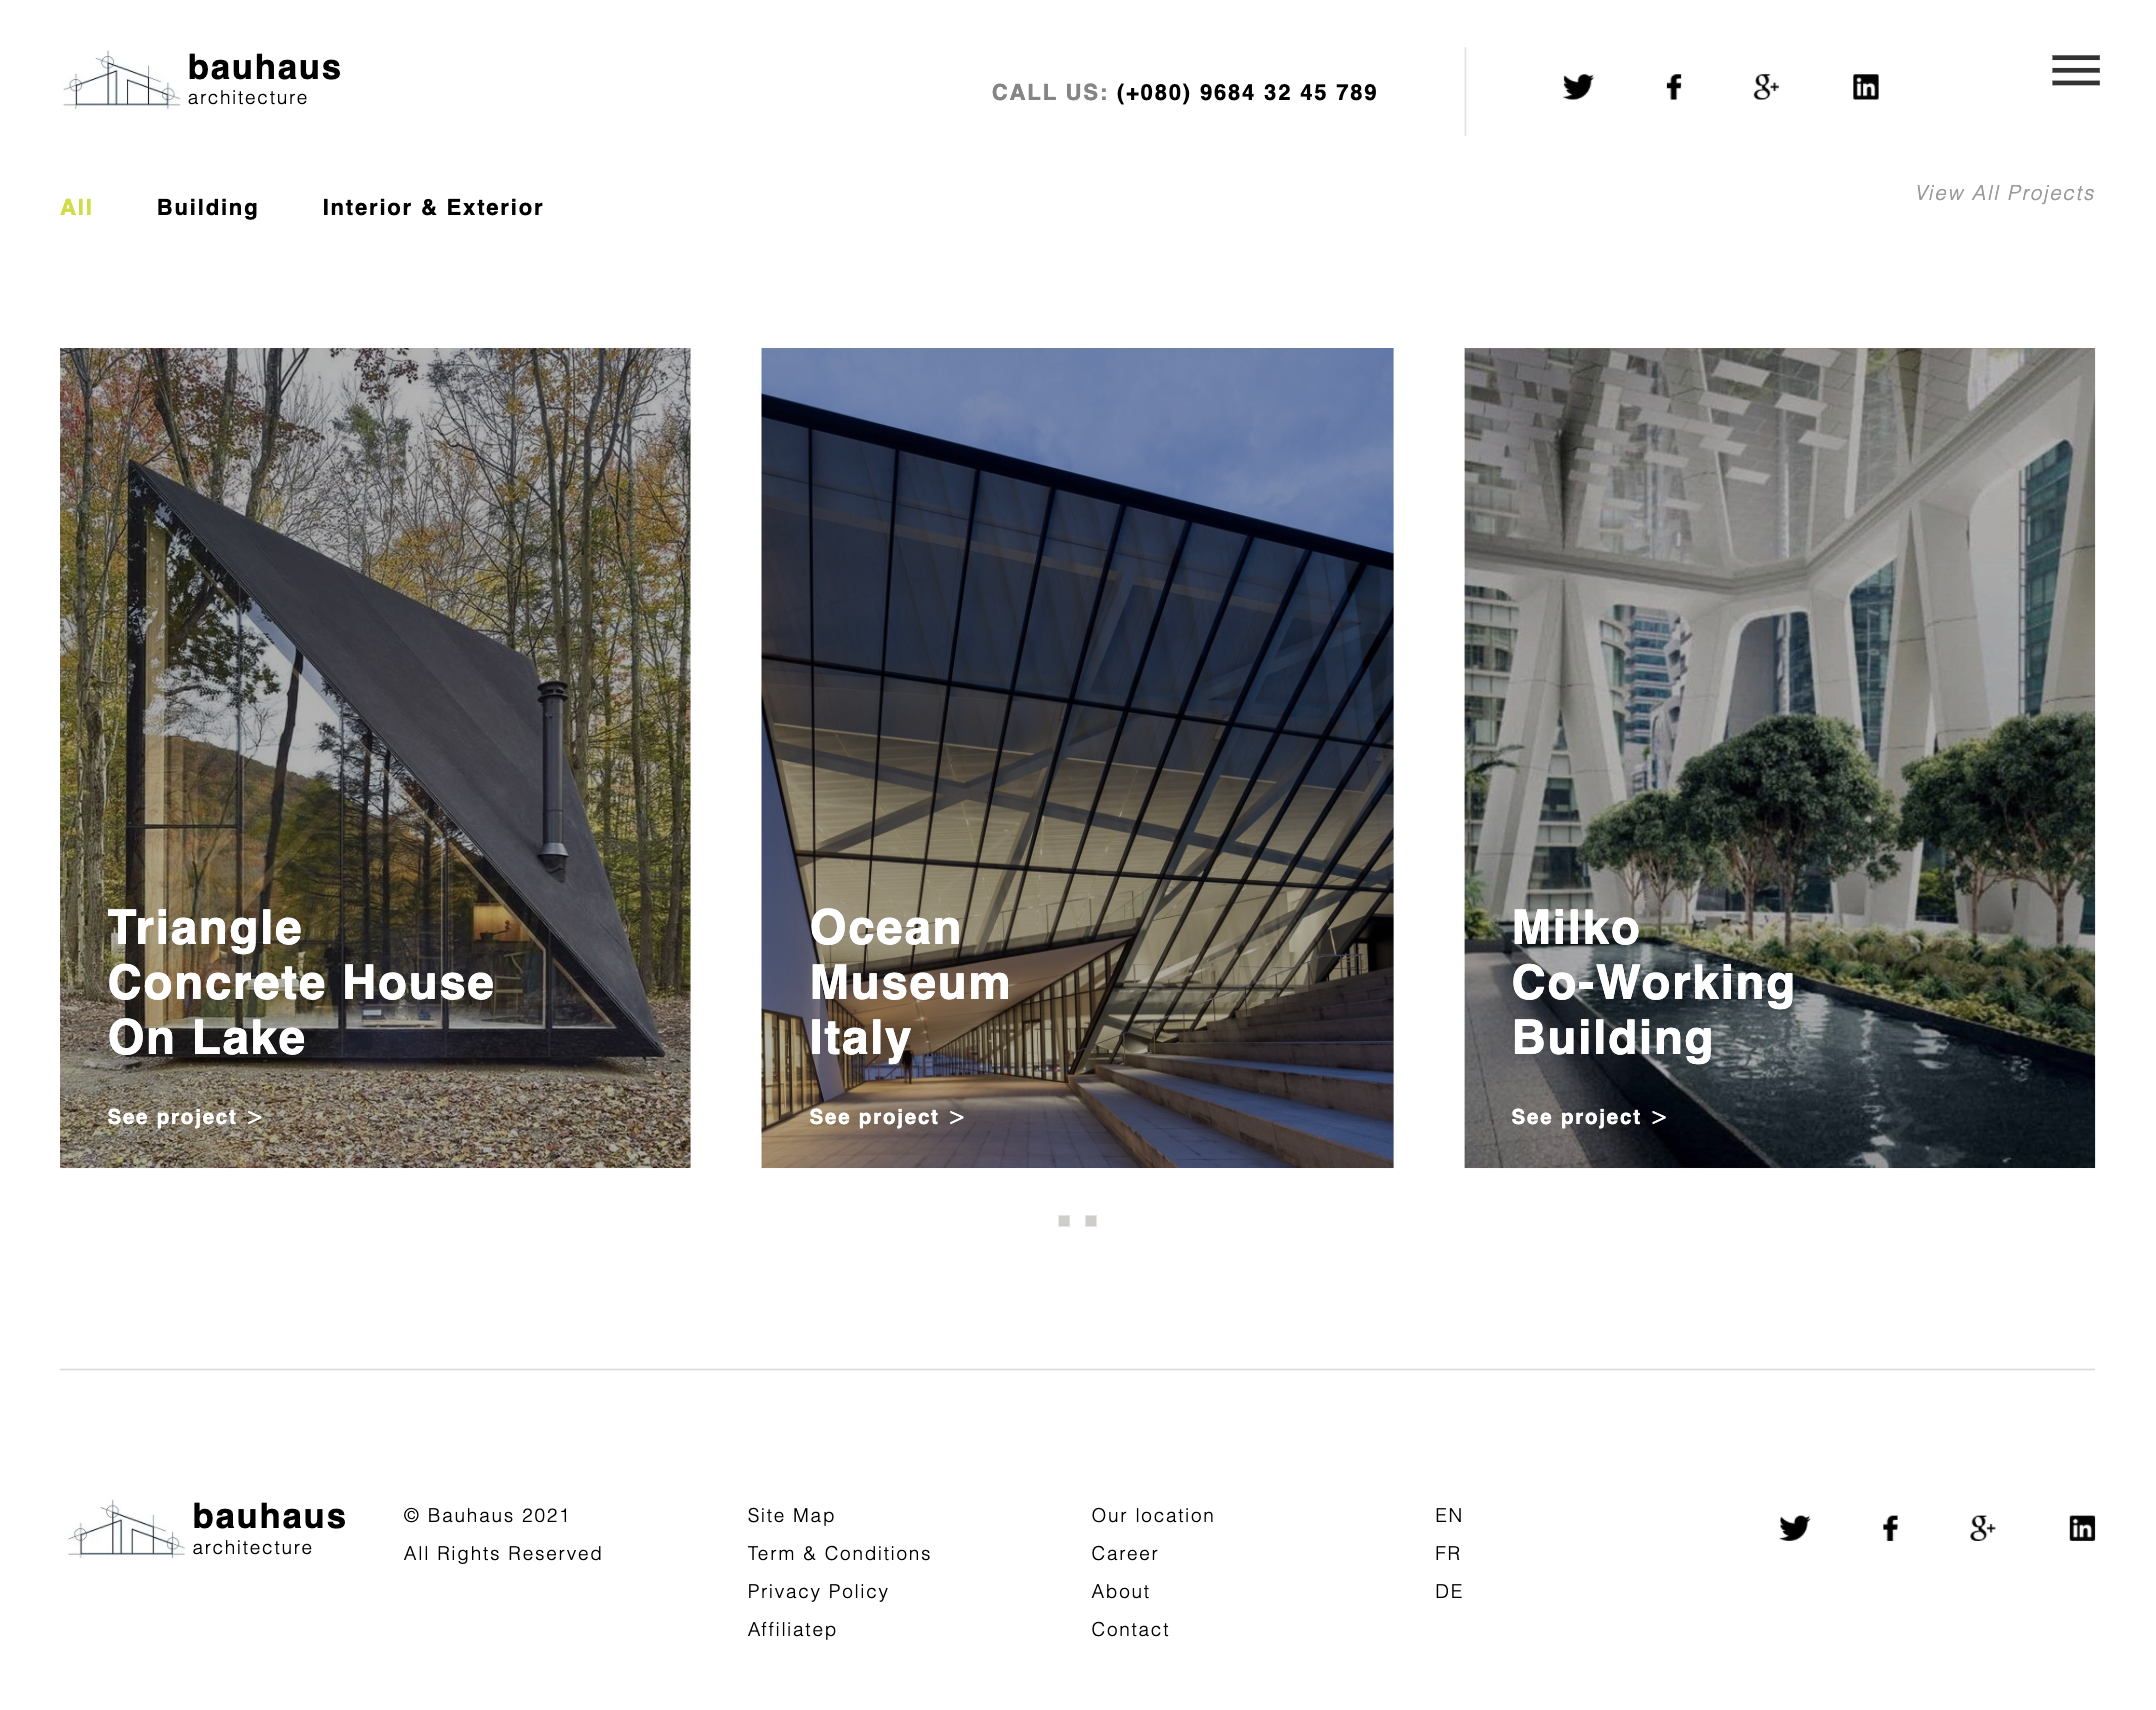 bauhaus
architecture
CALL US: (+080) 9684 32 45 789
All Building Interior & Exterior
View All Projects
Triangle
Concrete House
On Lake
See project >
Ocean
Museum
Italy
See project >
Milko
Co-Working
Building
See project >
bauhaus
architecture
© Bauhaus 2021
All Rights Reserved
Site Map
Term & Conditions
Privacy Policy
Affiliatep
Our location
Career
About
Contact
EN
FR
DE